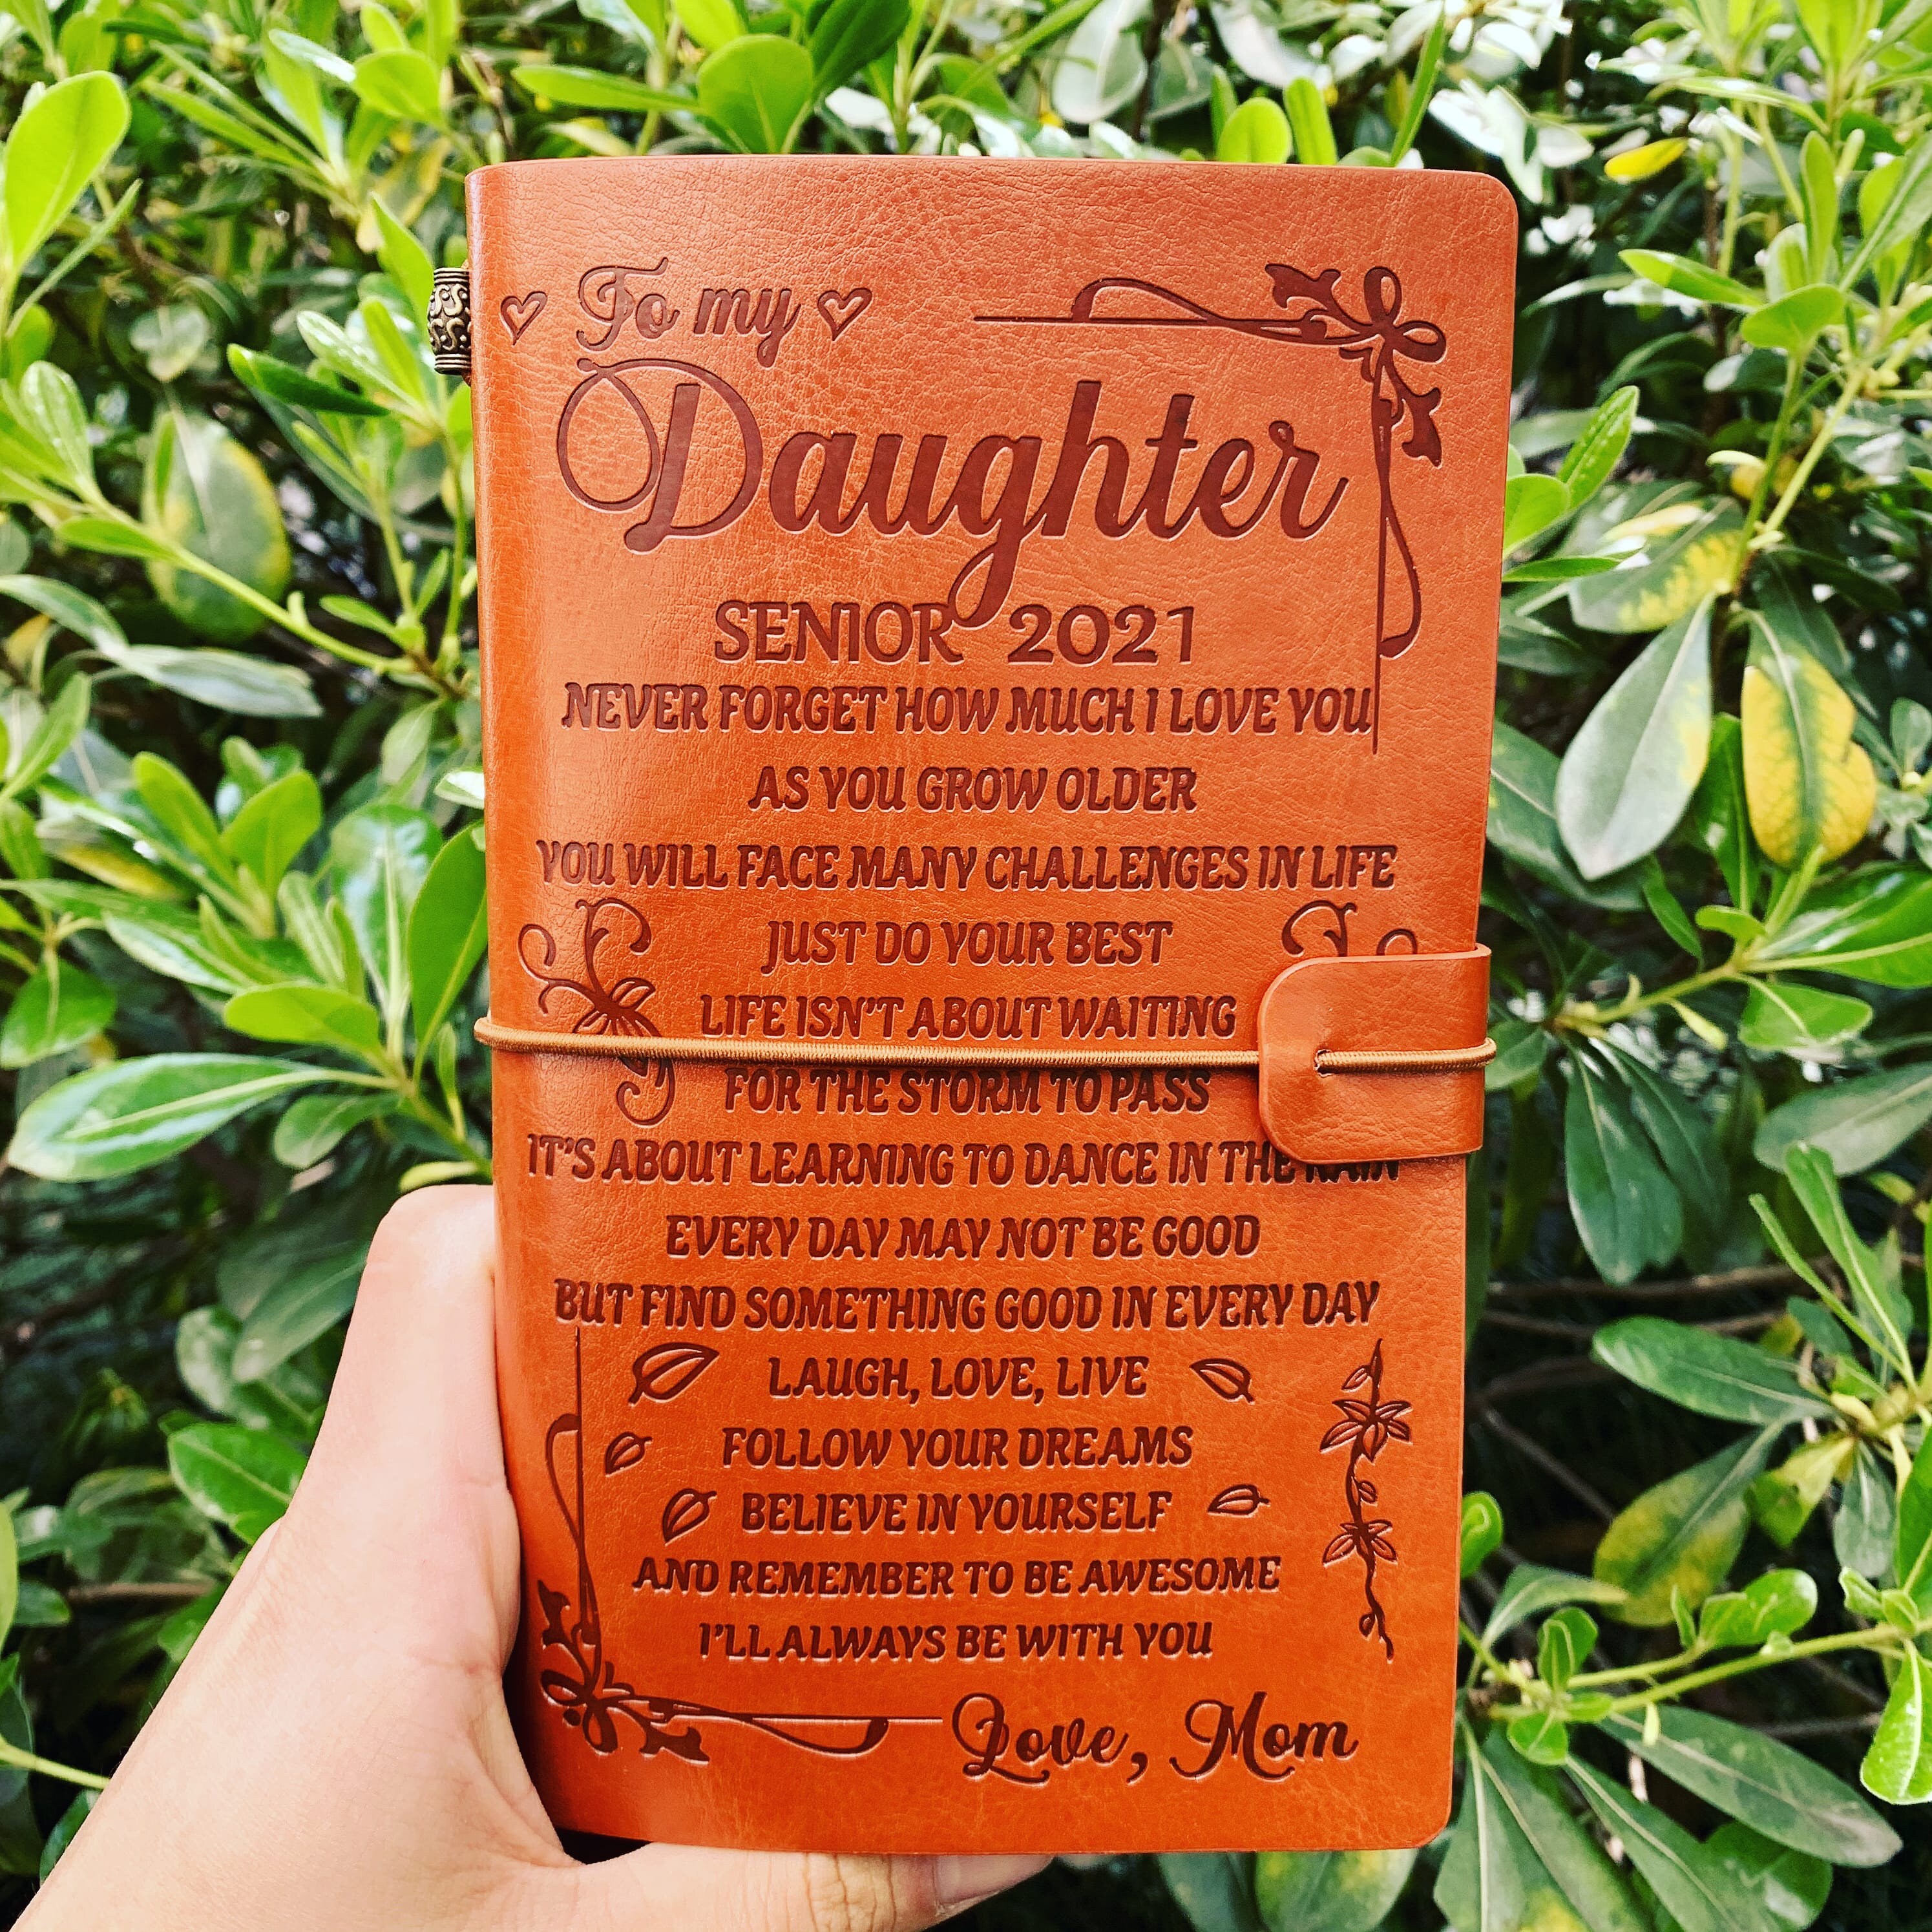 To my
Daughter
SENIOR 2021
NEVER FORGET HOW MUCH I LOVE YOU
AS YOU GROW OLDER
YOU WILL FACE MANY CHALLENGES IN LIFE
JUST DO YOUR BEST
LIFE ISN'T ABOUT WAITING
FOR THE STORM TO PASS
IT'S ABOUT LEARNING TO DANCE IN THE RAIN
EVERY DAY MAY NOT BE GOOD
BUT FIND SOMETHING GOOD IN EVERY DAY
LAUGH, LOVE, LIVE
FOLLOW YOUR DREAMS
BELIEVE IN YOURSELF
AND REMEMBER TO BE AWESOME
I'LL ALWAYS BE WITH YOU
Love, Mom